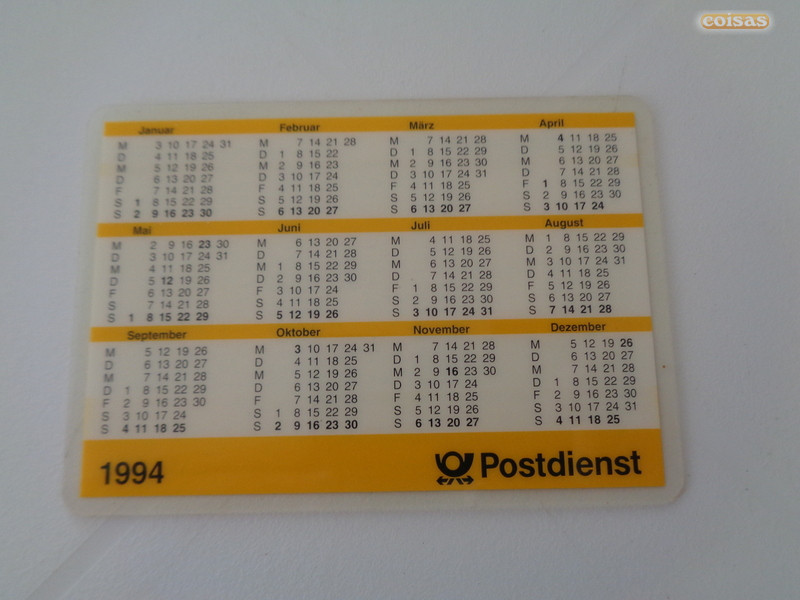 coisas
Januar Februar März April
M 3 10 17 24 31 M 7 14 21 28 M 7 14 21 28 M 4 11 18 25
D 4 11 18 25 D 1 8 15 22 D 1 8 15 22 29 D 5 12 19 26
M 5 12 19 26 M 2 9 16 23 M 2 9 16 23 30 M 6 13 20 27
D 6 13 20 27 D 3 10 17 24 D 3 10 17 24 31 D 7 14 21 28
F 7 14 21 28 F 4 11 18 25 F 4 11 18 25 F 1 8 15 22 29
S 1 8 15 22 29 S 5 12 19 26 S 5 12 19 26 S 2 9 16 23 30
S 2 9 16 23 30 S 6 13 20 27 S 6 13 20 27 S 3 10 17 24
Mai Juni Juli August
M 2 9 16 23 30 M 6 13 20 27 M 4 11 18 25 M 1 8 15 22 29
D 3 10 17 24 31 D 7 14 21 28 D 5 12 19 26 D 2 9 16 23 30
M 4 11 18 25 M 1 8 15 22 29 M 6 13 20 27 M 3 10 17 24 31
D 5 12 19 26 D 2 9 16 23 30 D 7 14 21 28 D 4 11 18 25
F 6 13 20 27 F 3 10 17 24 F 1 8 15 22 29 F 5 12 19 26
S 7 14 21 28 S 4 11 18 25 S 2 9 16 23 30 S 6 13 20 27
S 1 8 15 22 29 S 5 12 19 26 S 3 10 17 24 31 S 7 14 21 28
September Oktober November Dezember
M 5 12 19 26 M 3 10 17 24 31 M 7 14 21 28 M 5 12 19 26
D 6 13 20 27 D 4 11 18 25 D 1 8 15 22 29 D 6 13 20 27
M 7 14 21 28 M 5 12 19 26 M 2 9 16 23 30 M 7 14 21 28
D 1 8 15 22 29 D 6 13 20 27 D 3 10 17 24 D 1 8 15 22 29
F 2 9 16 23 30 F 7 14 21 28 F 4 11 18 25 F 2 9 16 23 30
S 3 10 17 24 S 1 8 15 22 29 S 5 12 19 26 S 3 10 17 24 31
S 4 11 18 25 S 2 9 16 23 30 S 6 13 20 27 S 4 11 18 25
1994 Postdienst